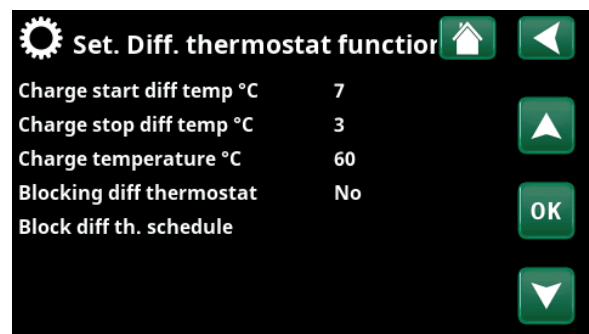 Set. Diff. thermostat function
Charge start diff temp °C 7
Charge stop diff temp °C 3
Charge temperature °C 60
Blocking diff thermostat No
Block diff th. schedule
OK